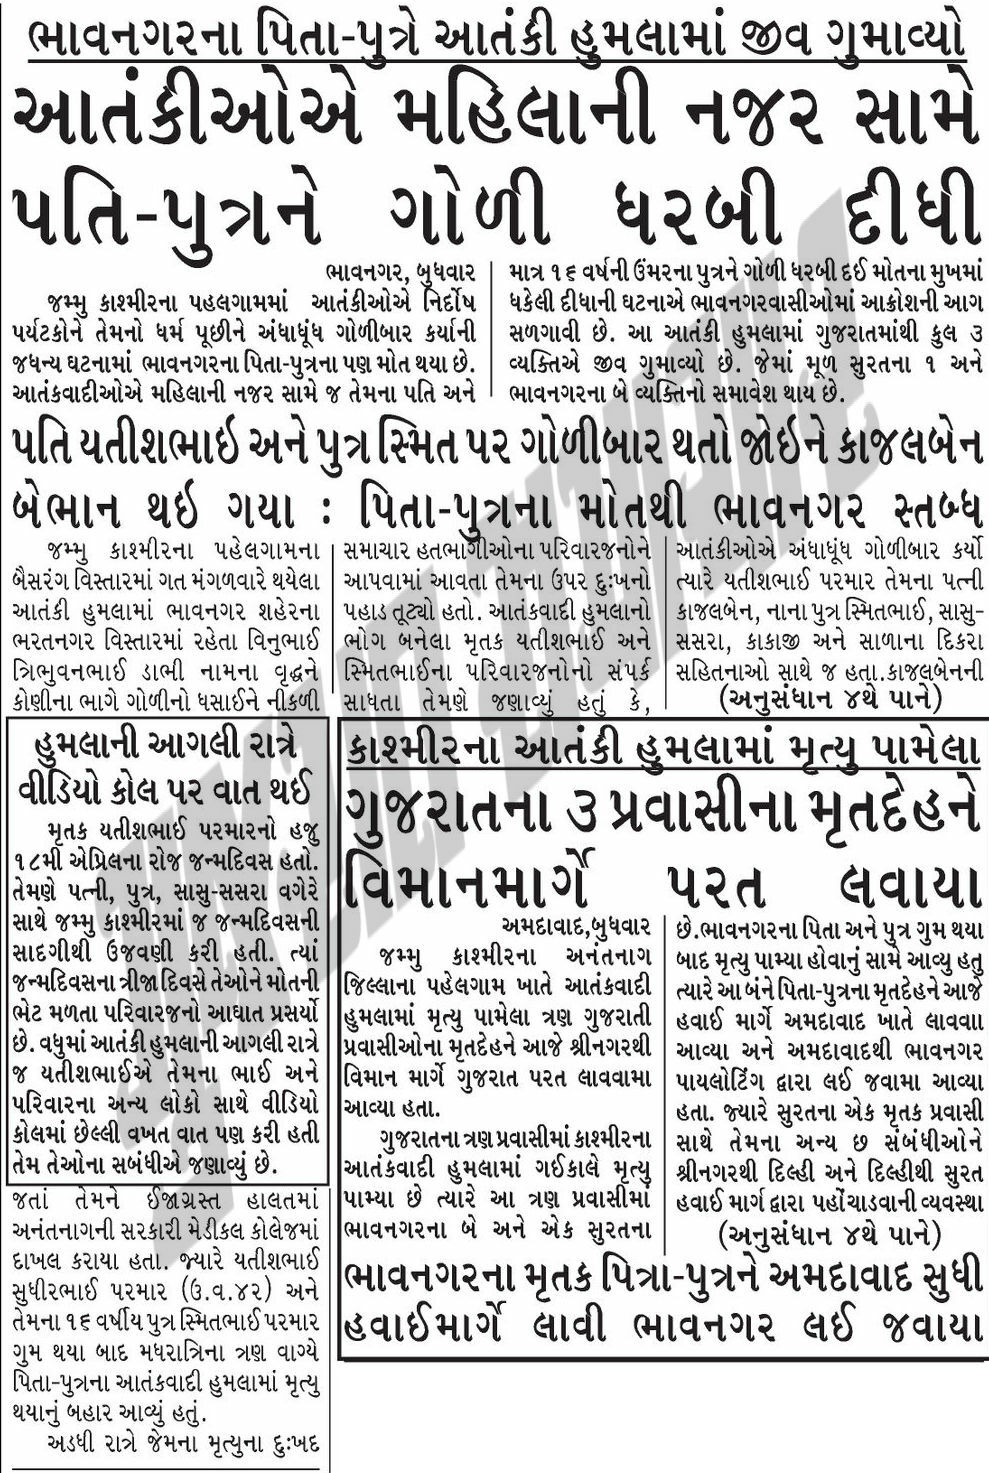 ભાવનગરના પિતા-પુત્રે આતંકી હુમલામાં જીવ ગુમાવ્યો
આતંકીઓએ મહિલાની નજર સામે
પતિ-પુત્રને ગોળી ધરબી દીધી
ભાવનગર, બુધવાર
જમ્મુ કાશ્મીરના પહલગામમાં આતંકીઓએ નિર્દોષ
પર્યટકોને તેમનો ધર્મ પૂછીને અંધાધૂંધ ગોળીબાર કર્યાની
જઘન્ય ઘટનામાં ભાવનગરના પિતા-પુત્રના પણ મોત થયા છે.
આતંકવાદીઓએ મહિલાની નજર સામે જ તેમના પતિ અને
માત્ર ૧૬ વર્ષની ઉંમરના પુત્રને ગોળી ધરબી દઈ મોતના મુખમાં
ધકેલી દીધાની ઘટનાએ ભાવનગરવાસીઓમાં આક્રોશની આગ
સળગાવી છે. આ આતંકી હુમલામાં ગુજરાતમાંથી કુલ ૩
વ્યક્તિએ જીવ ગુમાવ્યો છે. જેમાં મૂળ સુરતના ૧ અને
ભાવનગરના બે વ્યક્તિનો સમાવેશ થાય છે.
પતિ યતીશભાઇ અને પુત્ર સ્મિત પર ગોળીબાર થતો જોઇને કાજલબેન
બેભાન થઇ ગયા : પિતા-પુત્રના મોતથી ભાવનગર સ્તબ્ધ
જમ્મુ કાશ્મીરના પહેલગામના
બૈસરંગ વિસ્તારમાં ગત મંગળવારે થયેલા
આતંકી હુમલામાં ભાવનગર શહેરના
ભરતનગર વિસ્તારમાં રહેતા વિનુભાઈ
ત્રિભુવનભાઈ ડાભી નામના વૃદ્ધને
કોણીના ભાગે ગોળીનો ઘસાઈને નીકળી
હુમલાની આગલી રાત્રે
વીડિયો કોલ પર વાત થઈ
મૃતક યતીશભાઈ પરમારનો હજુ
૧૮મી એપ્રિલના રોજ જન્મદિવસ હતો.
તેમણે પત્ની, પુત્ર, સાસુ-સસરા વગેરે
સાથે જમ્મુ કાશ્મીરમાં જ જન્મદિવસની
સાદગીથી ઉજવણી કરી હતી. ત્યાં
જન્મદિવસના ત્રીજા દિવસે તેઓને મોતની
ભેટ મળતા પરિવારજનો આઘાત પ્રસર્યો
છે. વધુમાં આતંકી હુમલાની આગલી રાત્રે
જ યતીશભાઈએ તેમના ભાઈ અને
પરિવારના અન્ય લોકો સાથે વીડિયો
કોલમાં છેલ્લી વખત વાત પણ કરી હતી
તેમ તેઓના સબંધીએ જણાવ્યું છે.
જતાં તેમને ઈજાગ્રસ્ત હાલતમાં
અનંતનાગની સરકારી મેડીકલ કોલેજમાં
દાખલ કરાયા હતા. જ્યારે યતીશભાઈ
સુધીરભાઈ પરમાર (ઉ.વ.૪૨) અને
તેમના ૧૬ વર્ષીય પુત્ર સ્મિતભાઈ પરમાર
ગુમ થયા બાદ મધરાત્રિના ત્રણ વાગ્યે
પિતા-પુત્રના આતંકવાદી હુમલામાં મૃત્યુ
થયાનું બહાર આવ્યું હતું.
અડધી રાત્રે જેમના મૃત્યુના દુઃખદ
સમાચાર હતભાગીઓના પરિવારજનોને
આપવામાં આવતા તેમના ઉપર દુઃખનો
પહાડ તૂટ્યો હતો. આતંકવાદી હુમલાનો
ભોગ બનેલા મૃતક યતીશભાઈ અને
સ્મિતભાઈના પરિવારજનોનો સંપર્ક
સાધતા તેમણે જણાવ્યું હતું કે,
આતંકીઓએ અંધાધૂંધ ગોળીબાર કર્યો
ત્યારે યતીશભાઈ પરમાર તેમના પત્ની
કાજલબેન, નાના પુત્ર સ્મિતભાઈ, સાસુ-
સસરા, કાકાજી અને સાળાના દિકરા
સહિતનાઓ સાથે જ હતા.કાજલબેનની
(અનુસંધાન ૪થે પાને)
કાશ્મીરના આતંકી હુમલામાં મૃત્યુ પામેલા
ગુજરાતના ૩ પ્રવાસીના મૃતદેહને
વિમાનમાર્ગે પરત લવાયા
અમદાવાદ,બુધવાર
જમ્મુ કાશ્મીરના અનંતનાગ
જિલ્લાના પહેલગામ ખાતે આતંકવાદી
હુમલામાં મૃત્યુ પામેલા ત્રણ ગુજરાતી
પ્રવાસીઓના મૃતદેહને આજે શ્રીનગરથી
વિમાન માર્ગે ગુજરાત પરત લાવવામા
આવ્યા હતા.
ગુજરાતના ત્રણ પ્રવાસીમાં કાશ્મીરના
આતંકવાદી હુમલામાં ગઈકાલે મૃત્યુ
પામ્યા છે ત્યારે આ ત્રણ પ્રવાસીમાં
ભાવનગરના બે અને એક સુરતના
છે.ભાવનગરના પિતા અને પુત્ર ગુમ થયા
બાદ મૃત્યુ પામ્યા હોવાનું સામે આવ્યુ હતુ
ત્યારે આ બંને પિતા-પુત્રના મૃતદેહને આજે
હવાઈ માર્ગે અમદાવાદ ખાતે લાવવા
આવ્યા અને અમદાવાદથી ભાવનગર
પાયલોટિંગ દ્વારા લઈ જવામા આવ્યા
હતા. જ્યારે સુરતના એક મૃતક પ્રવાસી
સાથે તેમના અન્ય છ સંબંધીઓને
શ્રીનગરથી દિલ્હી અને દિલ્હીથી સુરત
હવાઈ માર્ગ દ્વારા પહોંચાડવાની વ્યવસ્થા
(અનુસંધાન ૪થે પાને)
ભાવનગરના મૃતક પિત્રા-પુત્રને અમદાવાદ સુધી
હવાઈમાર્ગે લાવી ભાવનગર લઈ જવાયા